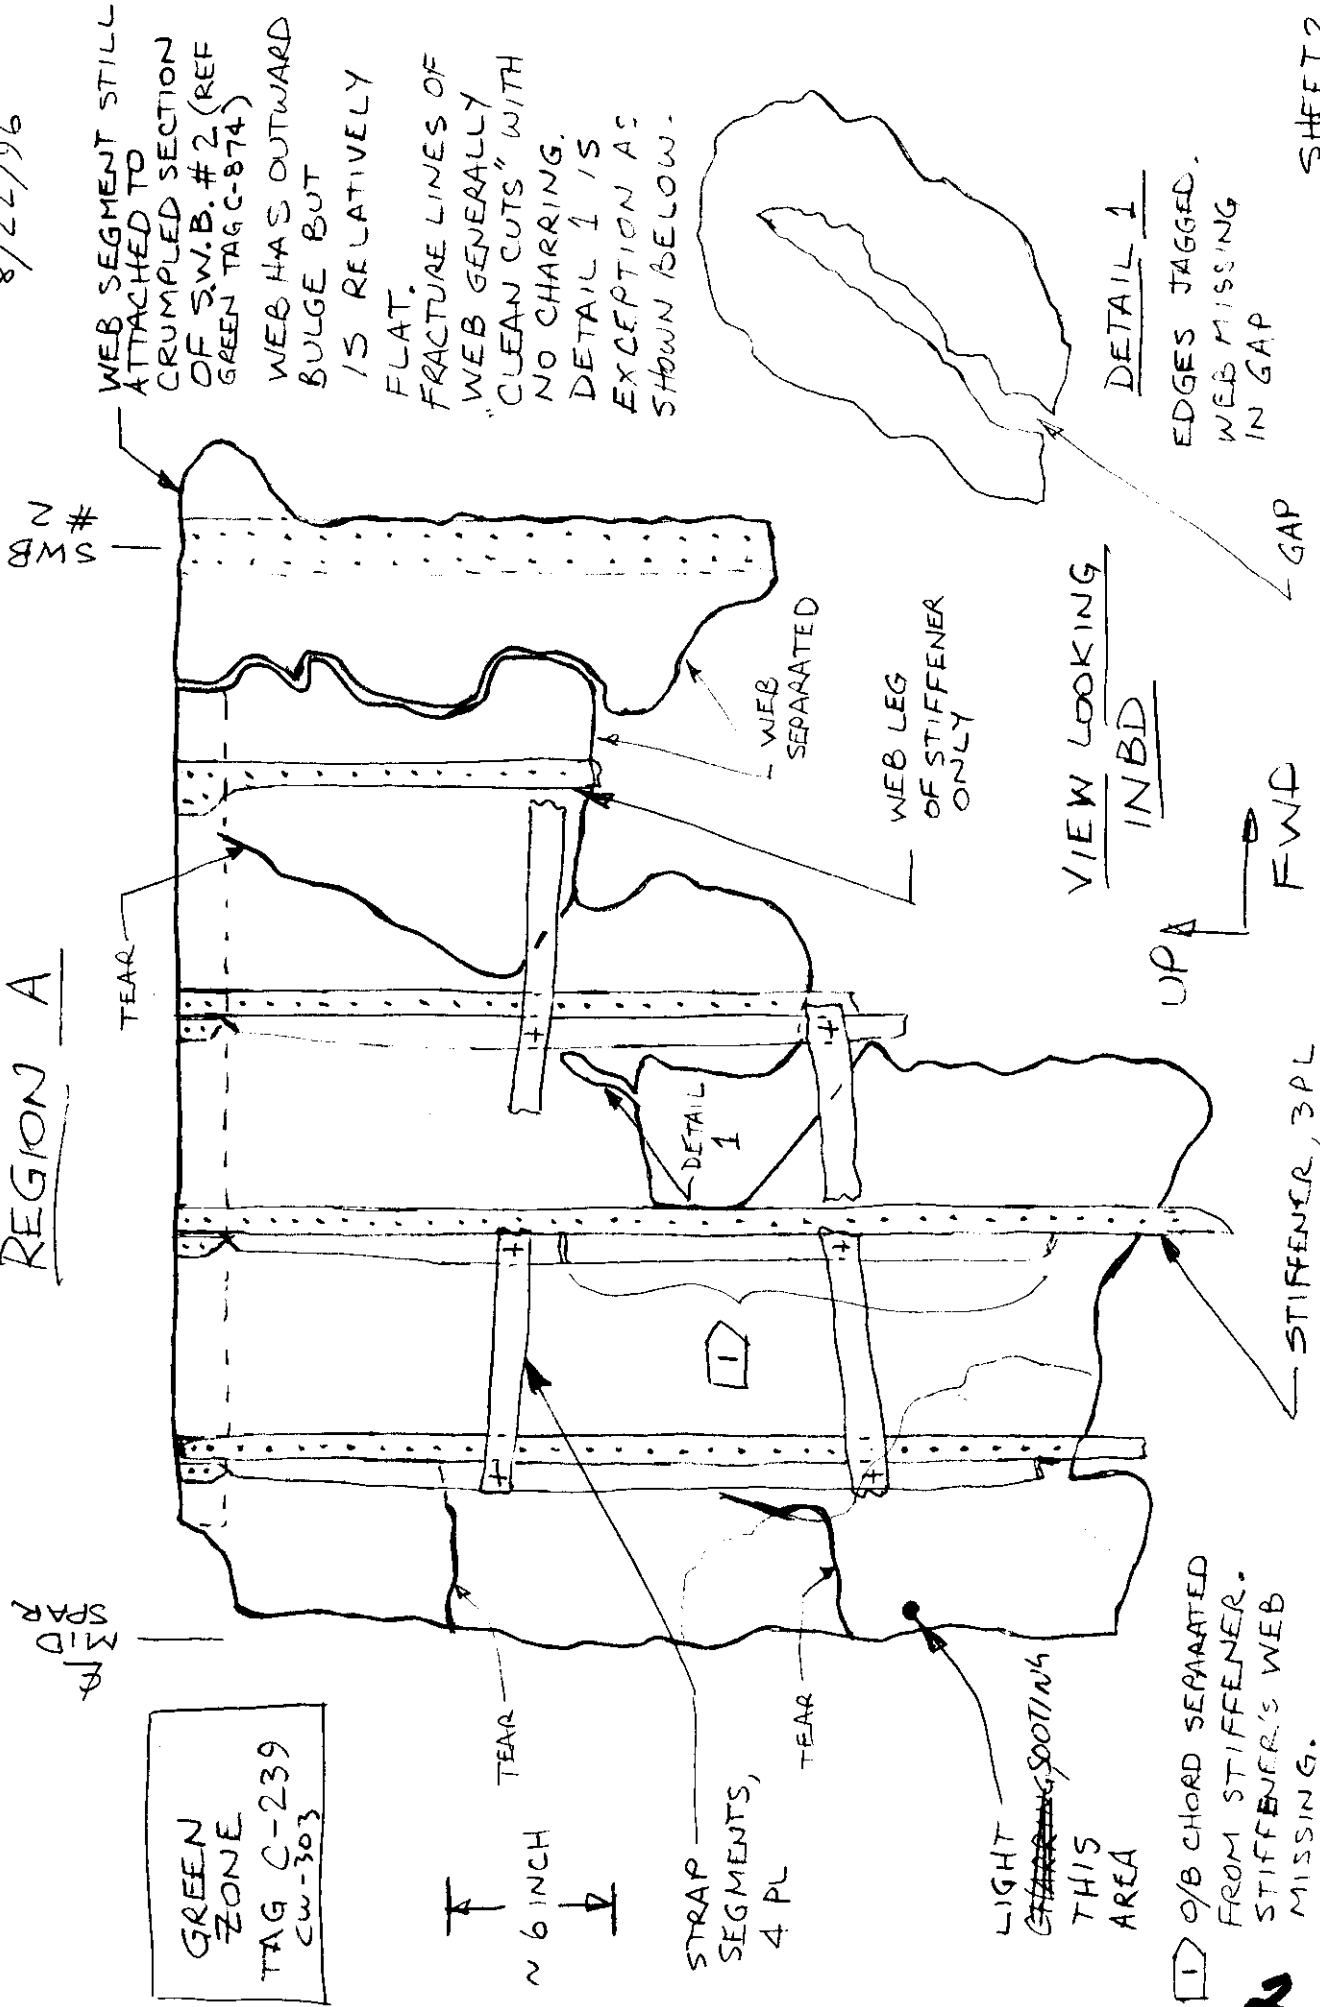 8/22/96
REGION A
GREEN
ZONE
TAG C-239
CW-303
MID
SPAR
SWB
# 2
WEB SEGMENT STILL
ATTACHED TO
CRUMPLED SECTION
OF S.W.B. #2 (REF
GREEN TAG C-874)
WEB HAS OUTWARD
BULGE BUT
IS RELATIVELY
FLAT.
FRACTURE LINES OF
WEB GENERALLY
"CLEAN CUTS" WITH
NO CHARRING.
DETAIL 1 IS
EXCEPTION AS
SHOWN BELOW.
TEAR
TEAR
~ 6 INCH
STRAP
SEGMENTS,
4 PL
TEAR
DETAIL
1
1
WEB
SEPARATED
WEB LEG
OF STIFFENER
ONLY
LIGHT
CHARRING SOOTING
THIS
AREA
VIEW LOOKING
INBD
UP
FWD
DETAIL 1
EDGES JAGGED.
WEB MISSING
IN GAP
GAP
STIFFENER, 3PL
1 O/B CHORD SEPARATED
FROM STIFFENER.
STIFFENER'S WEB
MISSING.
SHEET 2